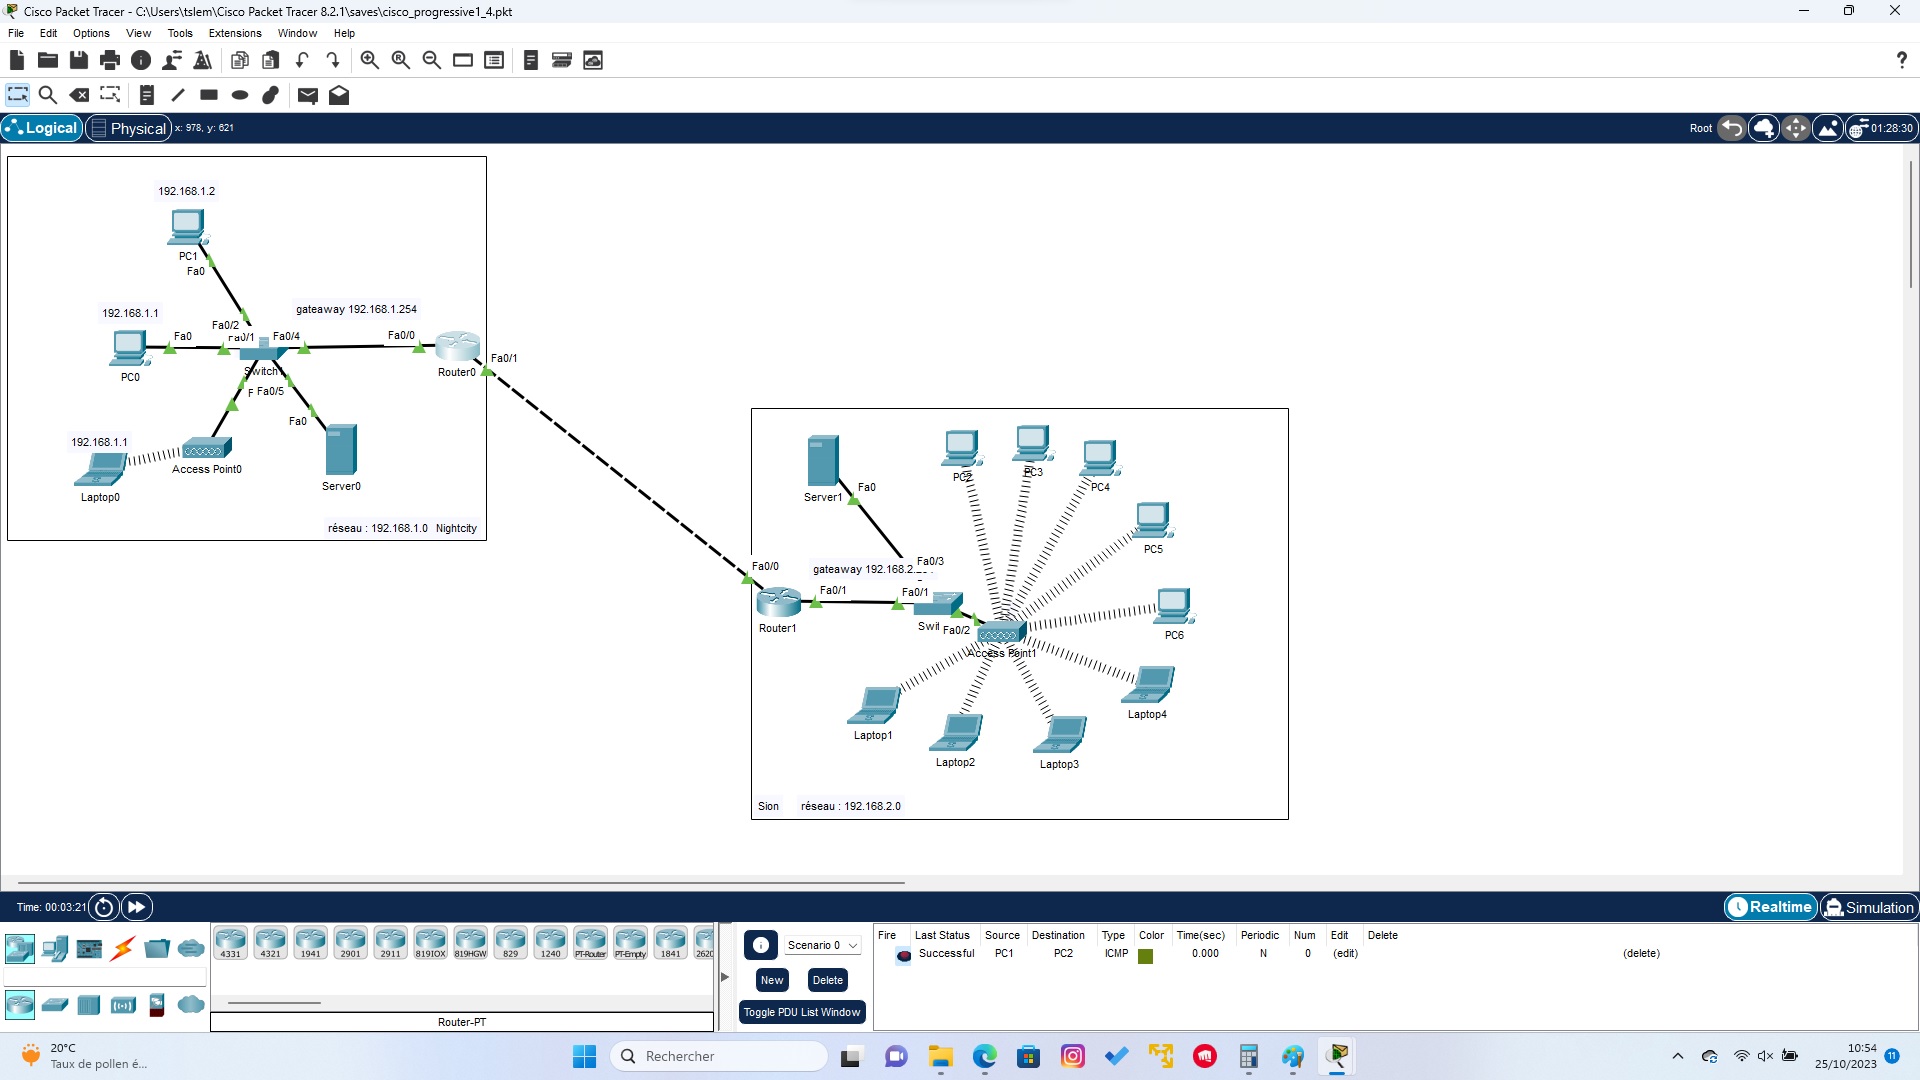 Cisco Packet Tracer - C:\Users\tslem\Cisco Packet Tracer 8.2.1\saves\cisco_progressive1_4.pkt
File Edit Options View Tools Extensions Window Help
Logical Physical x: 978, y: 621
Root 01:28:30
192.168.1.2
PC1
Fa0
192.168.1.1
gateaway 192.168.1.254
Fa0 Fa0/2 Fa0/1 Fa0/4 Fa0/0
PC0
Router0
Fa0/1
Switch1
F Fa0/5
Fa0
192.168.1.1
Access Point0
Laptop0
Server0
réseau : 192.168.1.0 Nightcity
Server1
Fa0
PC2
PC3
PC4
PC5
PC6
Fa0/0
Fa0/3
gateaway 192.168.2.
Fa0/1
Fa0/1
Router1
Swit
Fa0/2
Access Point1
Laptop1
Laptop2
Laptop3
Laptop4
Sion réseau : 192.168.2.0
Time: 00:03:21
Realtime Simulation
4331 4321 1941 2901 2911 819IOX 819HGW 829 1240 PT-Router PT-Empty 1841 2620
Router-PT
Scenario 0
New Delete
Toggle PDU List Window
Fire Last Status Source Destination Type Color Time(sec) Periodic Num Edit Delete
Successful PC1 PC2 ICMP 0.000 N 0 (edit) (delete)
20°C
Taux de pollen é...
Rechercher
10:54
25/10/2023
11